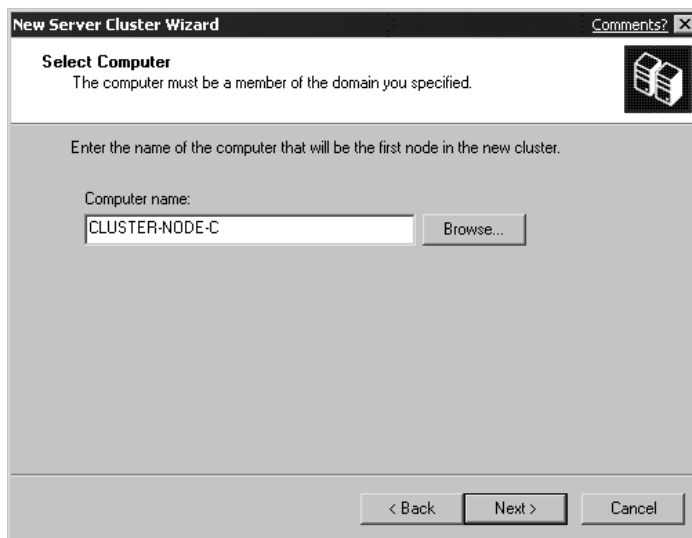 New Server Cluster Wizard Comments?
Select Computer
The computer must be a member of the domain you specified.
Enter the name of the computer that will be the first node in the new cluster.
Computer name:
CLUSTER-NODE-C Browse...
< Back Next > Cancel